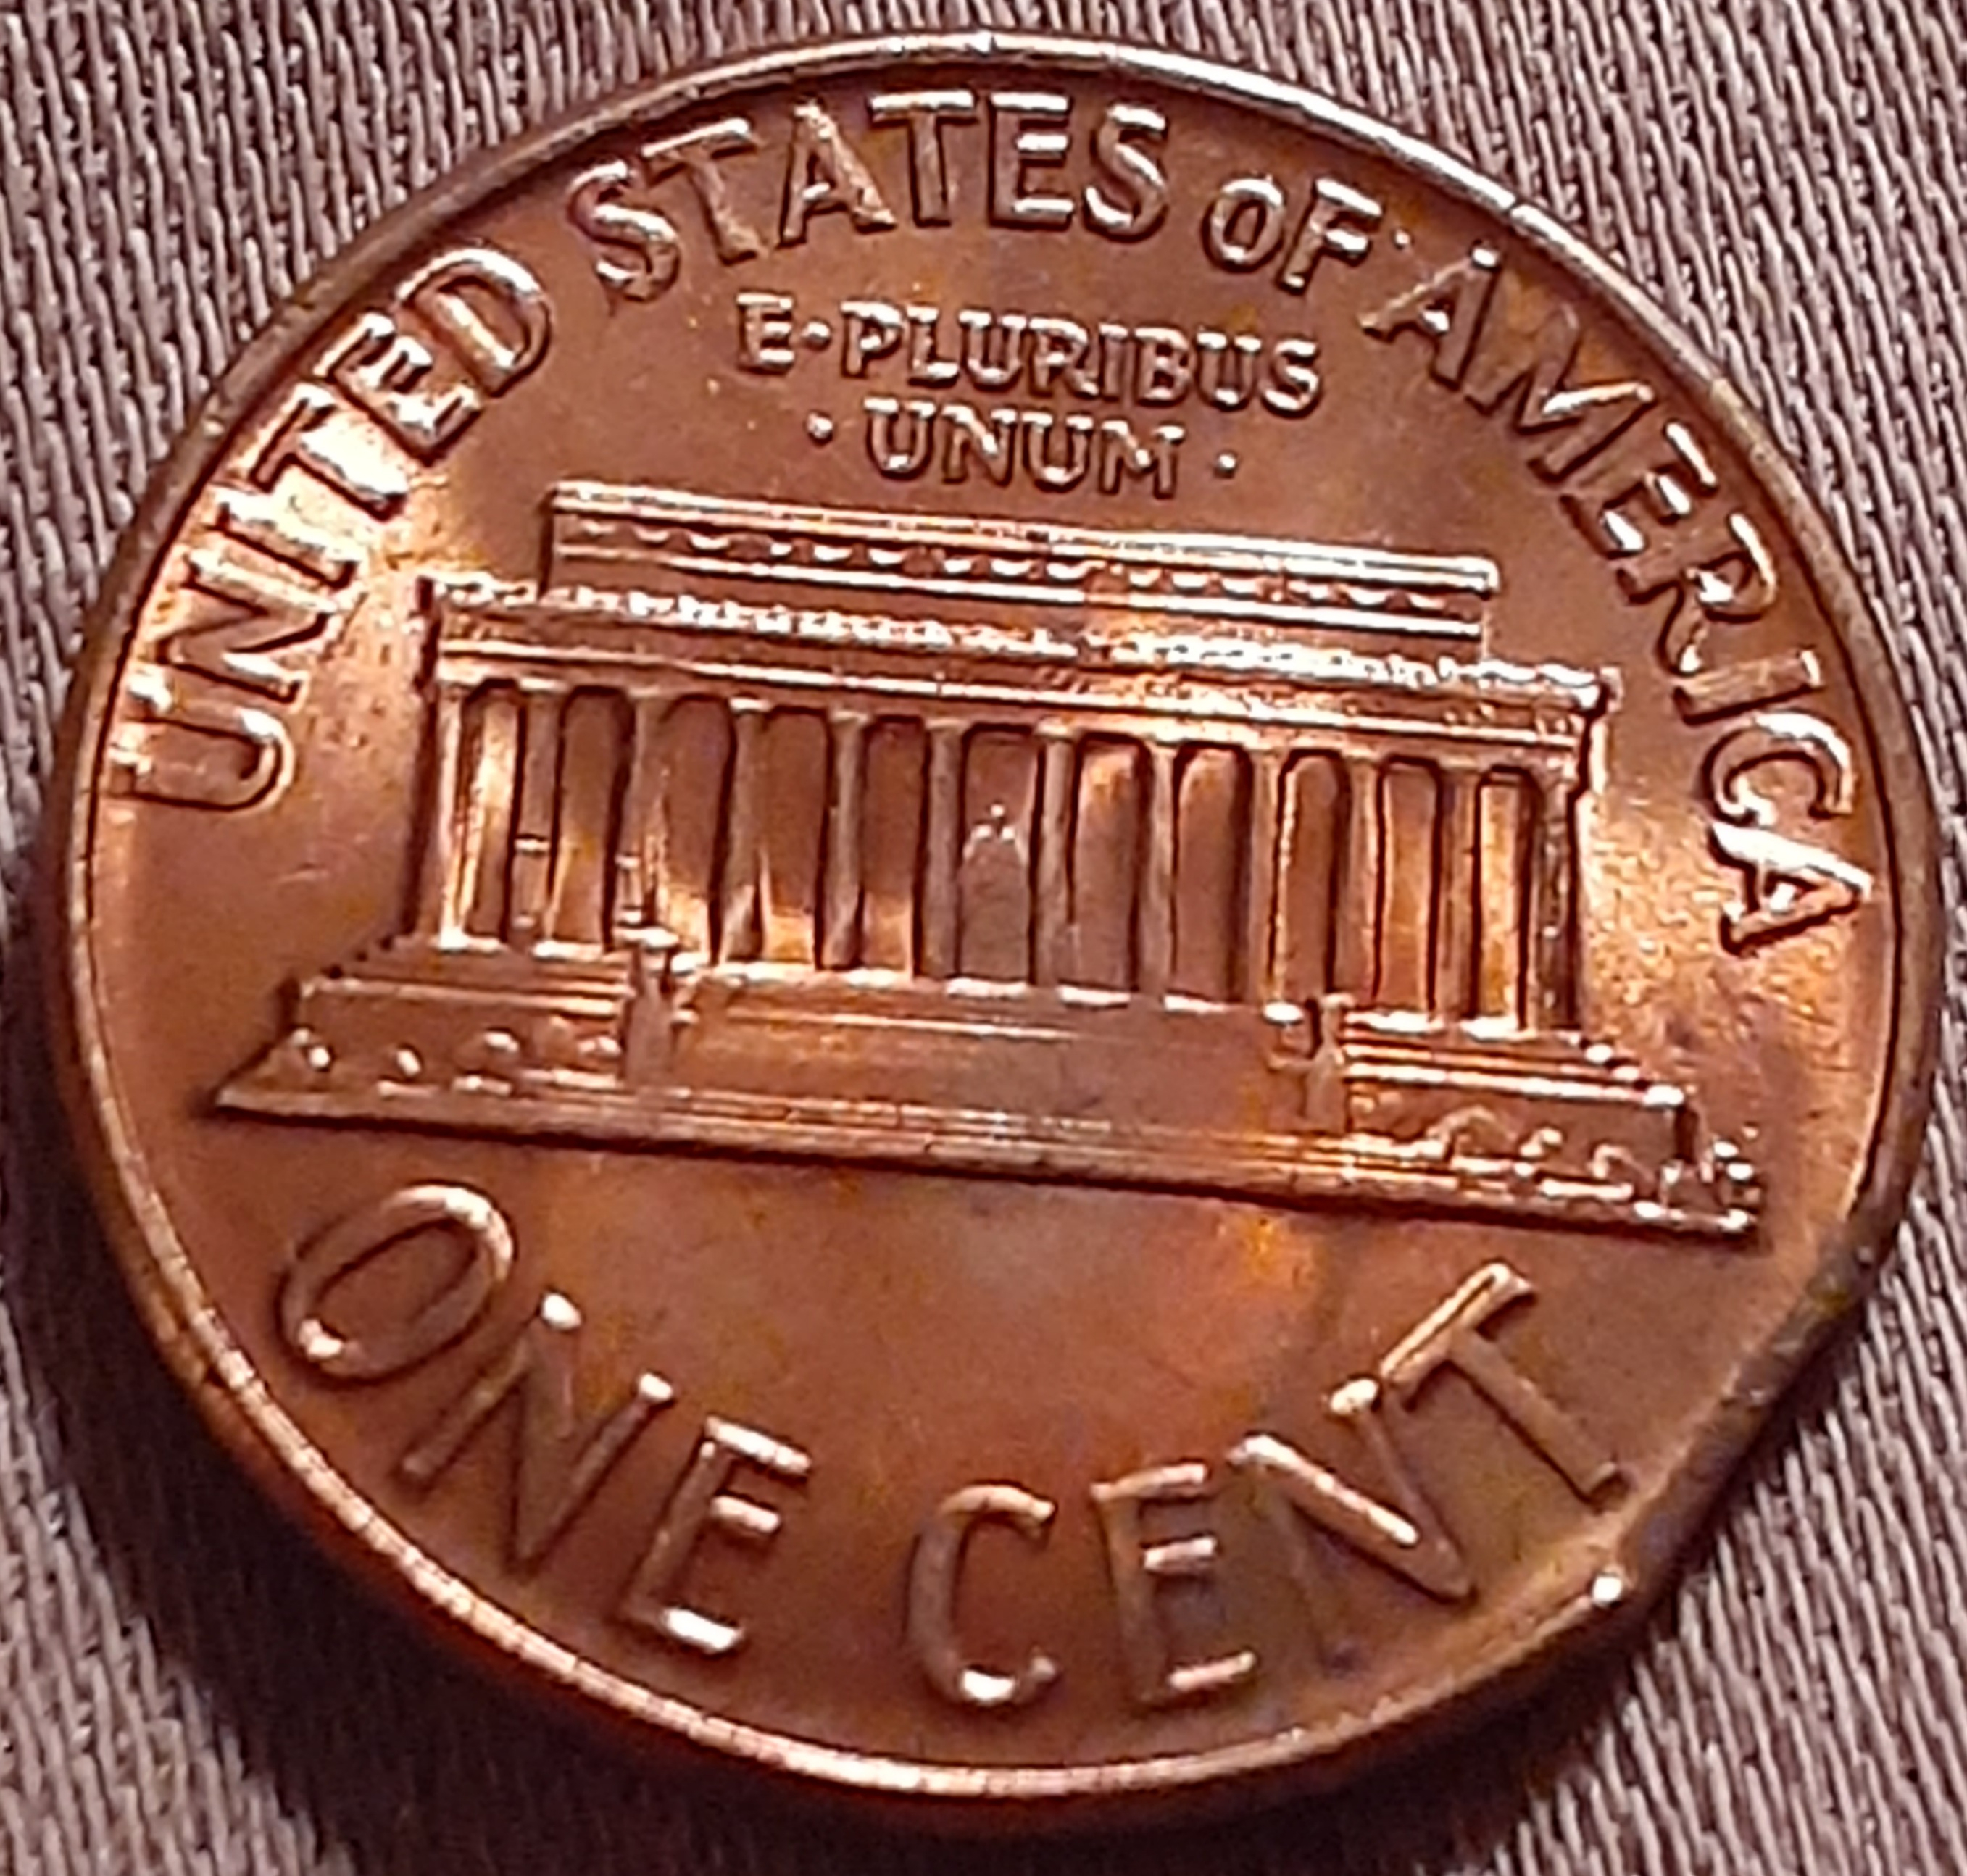 UNITED STATES OF AMERICA
E·PLURIBUS
·UNUM·
ONE CENT